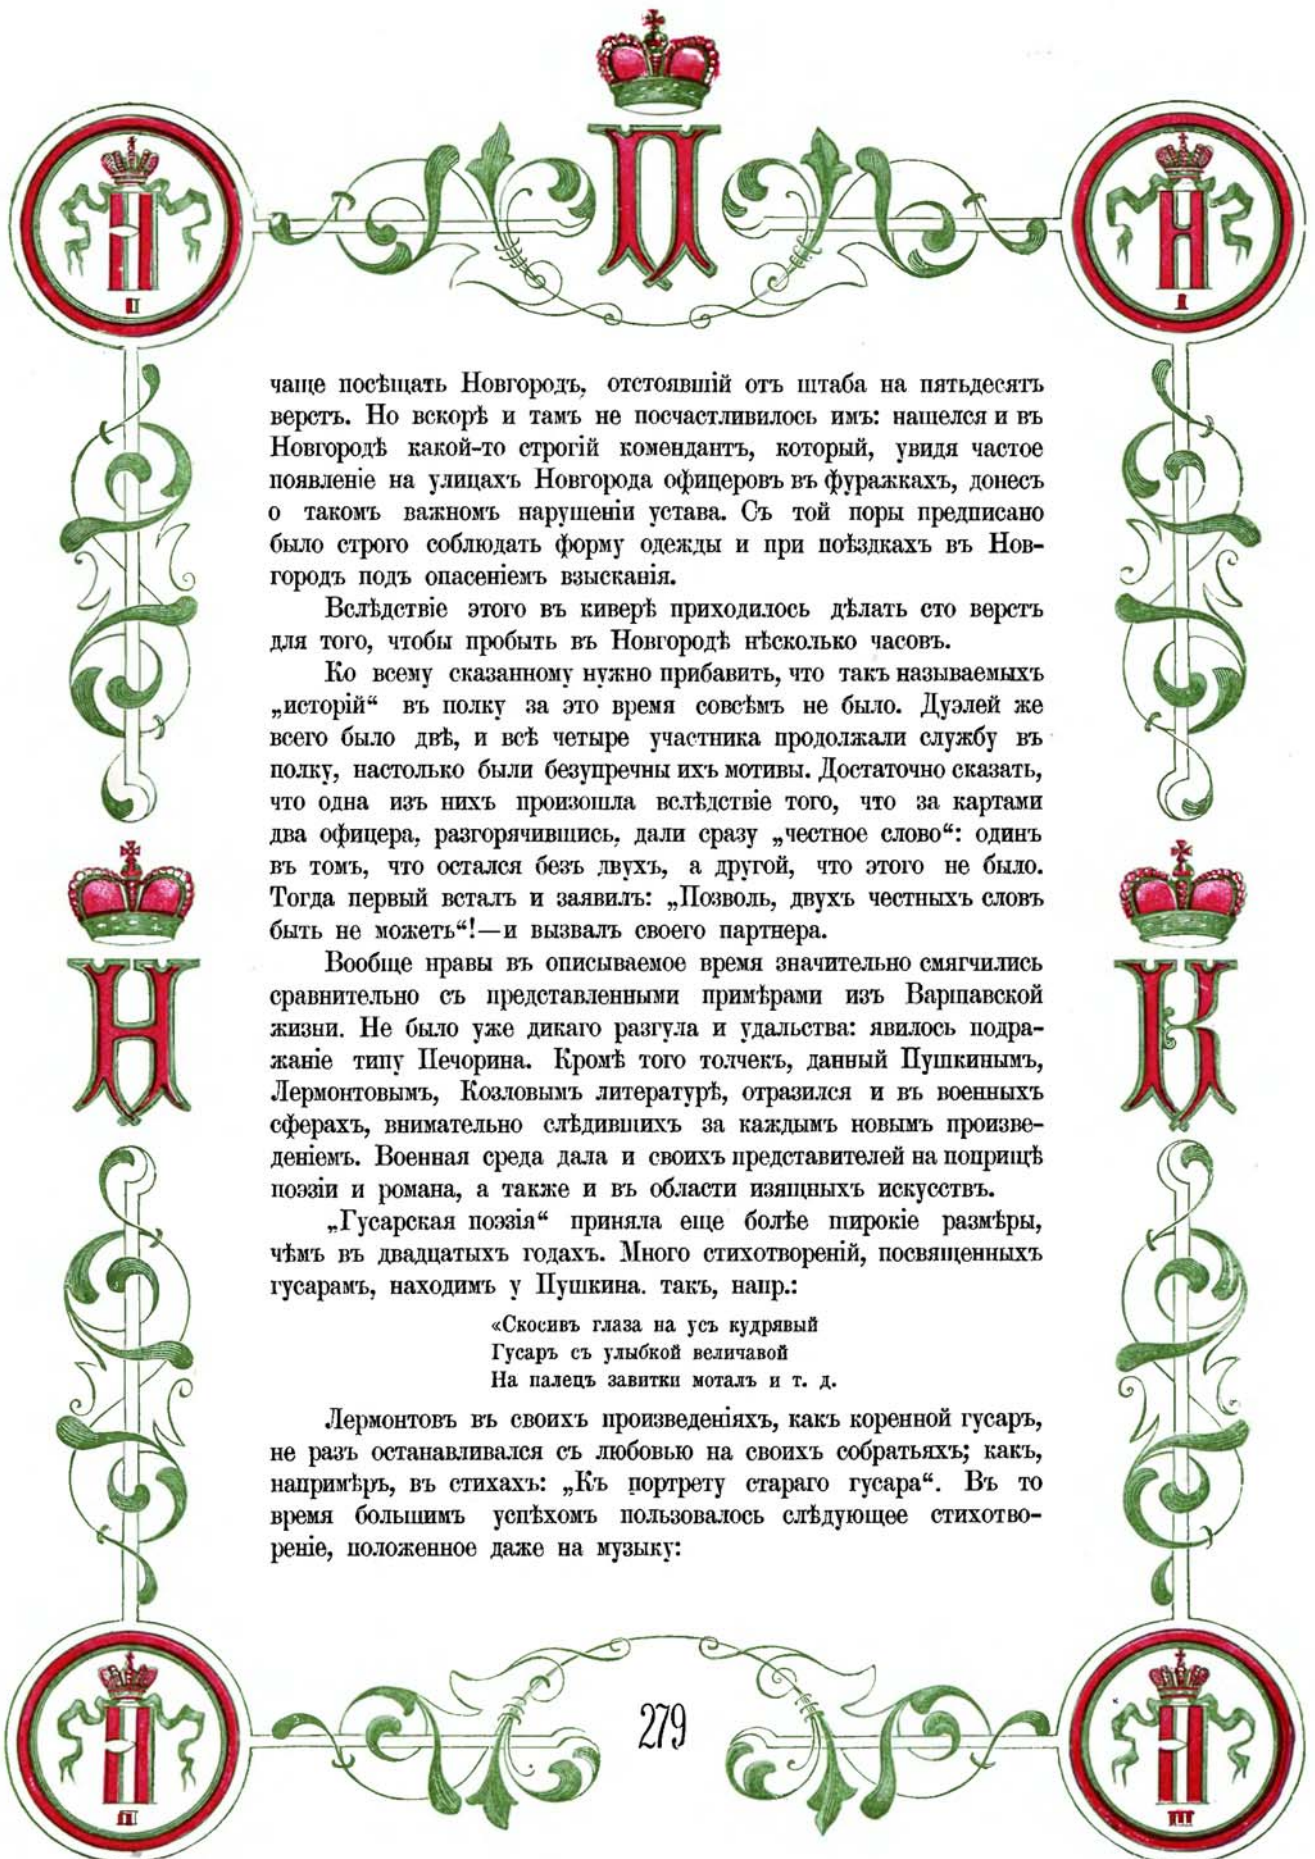 П
II
I
чаще посѣщать Новгородъ, отстоявшій отъ штаба на пятьдесятъ
верстъ. Но вскорѣ и тамъ не посчастливилось имъ: нашелся и въ
Новгородѣ какой-то строгій комендантъ, который, увидя частое
появленіе на улицахъ Новгорода офицеровъ въ фуражкахъ, донесъ
о такомъ важномъ нарушеніи устава. Съ той поры предписано
было строго соблюдать форму одежды и при поѣздкахъ въ Нов-
городъ подъ опасеніемъ взысканія.
Вслѣдствіе этого въ киверѣ приходилось дѣлать сто верстъ
для того, чтобы пробыть въ Новгородѣ нѣсколько часовъ.
Ко всему сказанному нужно прибавить, что такъ называемыхъ
„исторій“ въ полку за это время совсѣмъ не было. Дуэлей же
всего было двѣ, и всѣ четыре участника продолжали службу въ
полку, настолько были безупречны ихъ мотивы. Достаточно сказать,
что одна изъ нихъ произошла вслѣдствіе того, что за картами
два офицера, разгорячившись, дали сразу „честное слово“: одинъ
въ томъ, что остался безъ двухъ, а другой, что этого не было.
Тогда первый всталъ и заявилъ: „Позволь, двухъ честныхъ словъ
быть не можетъ“!—и вызвалъ своего партнера.
Вообще нравы въ описываемое время значительно смягчились
сравнительно съ представленными примѣрами изъ Варшавской
жизни. Не было уже дикаго разгула и удальства: явилось подра-
жаніе типу Печорина. Кромѣ того толчекъ, данный Пушкинымъ,
Лермонтовымъ, Козловымъ литературѣ, отразился и въ военныхъ
сферахъ, внимательно слѣдившихъ за каждымъ новымъ произве-
деніемъ. Военная среда дала и своихъ представителей на поприщѣ
поэзіи и романа, а также и въ области изящныхъ искусствъ.
„Гусарская поэзія“ приняла еще болѣе широкіе размѣры,
чѣмъ въ двадцатыхъ годахъ. Много стихотвореній, посвященныхъ
гусарамъ, находимъ у Пушкина. такъ, напр.:
«Скосивъ глаза на усъ кудрявый
Гусаръ съ улыбкой величавой
На палецъ завитки моталъ и т. д.
Лермонтовъ въ своихъ произведеніяхъ, какъ коренной гусаръ,
не разъ останавливался съ любовью на своихъ собратьяхъ; какъ,
напримѣръ, въ стихахъ: „Къ портрету стараго гусара“. Въ то
время большимъ успѣхомъ пользовалось слѣдующее стихотво-
реніе, положенное даже на музыку:
Н
К
279
II
III